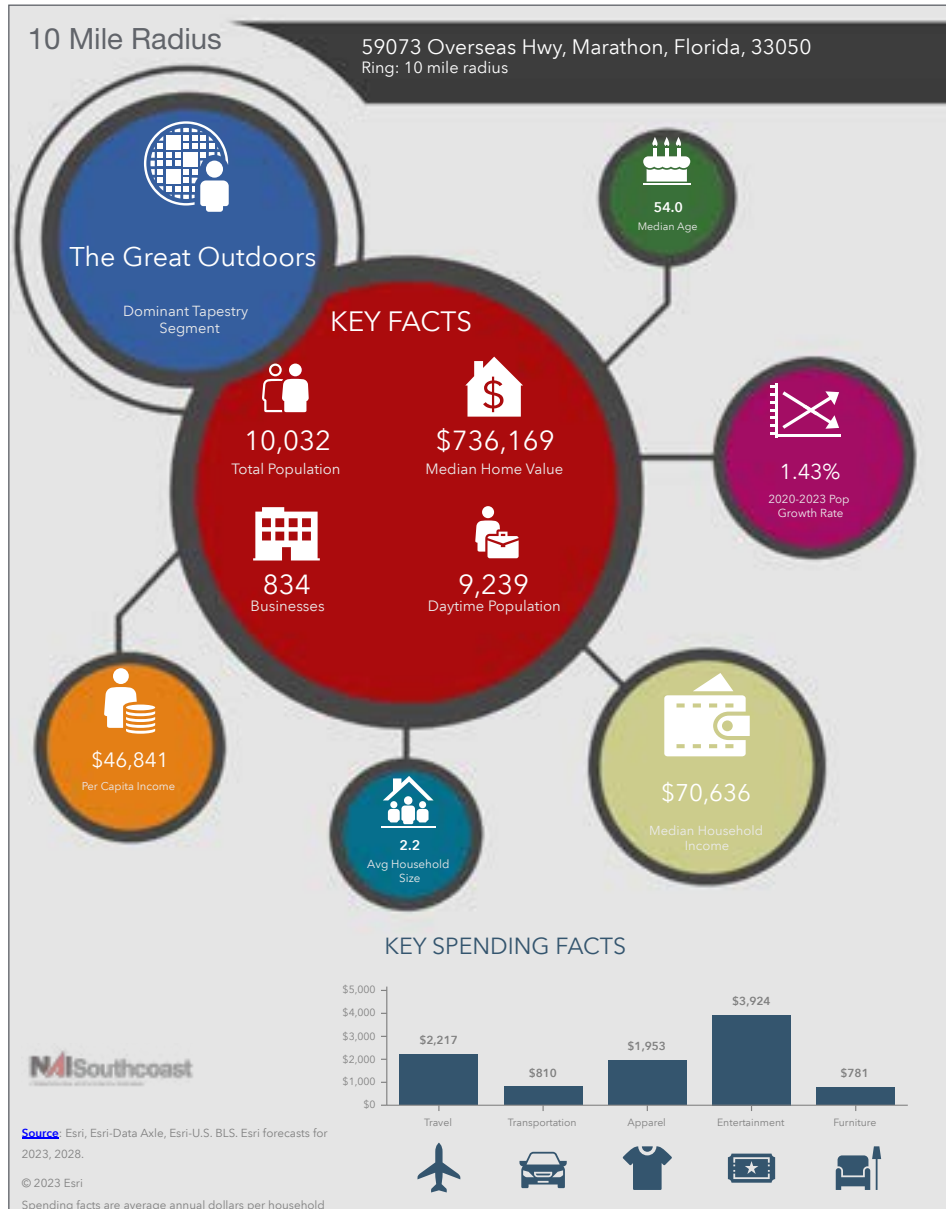 10 Mile Radius
59073 Overseas Hwy, Marathon, Florida, 33050
Ring: 10 mile radius
The Great Outdoors
Dominant Tapestry
Segment
54.0
Median Age
KEY FACTS
10,032
Total Population
$736,169
Median Home Value
834
Businesses
9,239
Daytime Population
1.43%
2020-2023 Pop
Growth Rate
$46,841
Per Capita Income
2.2
Avg Household
Size
$70,636
Median Household
Income
KEY SPENDING FACTS
$5,000
$4,000
$3,000
$2,000
$1,000
$0
$2,217
$810
$1,953
$3,924
$781
Travel
Transportation
Apparel
Entertainment
Furniture
NAISouthcoast
Source: Esri, Esri-Data Axle, Esri-U.S. BLS. Esri forecasts for
2023, 2028.
© 2023 Esri
Spending facts are average annual dollars per household